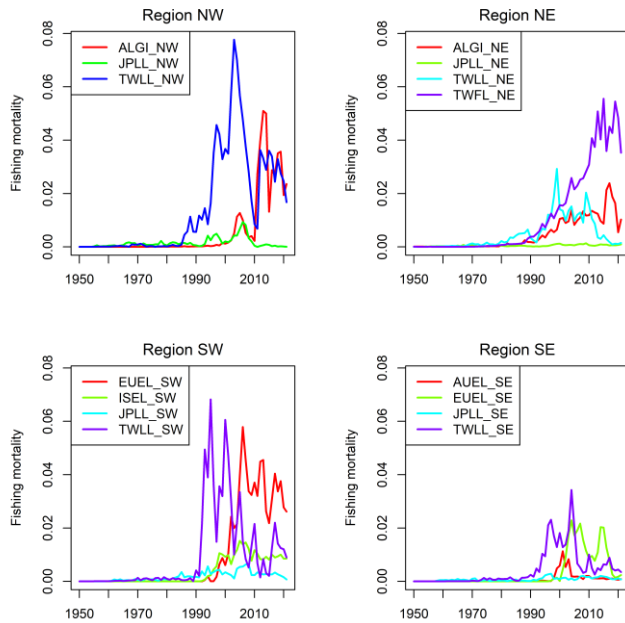 Region NW
Fishing mortality
0.00 0.02 0.04 0.06 0.08
ALGI_NW
JPLL_NW
TWLL_NW
1950 1970 1990 2010
Region NE
Fishing mortality
0.00 0.02 0.04 0.06 0.08
ALGI_NE
JPLL_NE
TWLL_NE
TWFL_NE
1950 1970 1990 2010
Region SW
Fishing mortality
0.00 0.02 0.04 0.06 0.08
EUEL_SW
ISEL_SW
JPLL_SW
TWLL_SW
1950 1970 1990 2010
Region SE
Fishing mortality
0.00 0.02 0.04 0.06 0.08
AUEL_SE
EUEL_SE
JPLL_SE
TWLL_SE
1950 1970 1990 2010